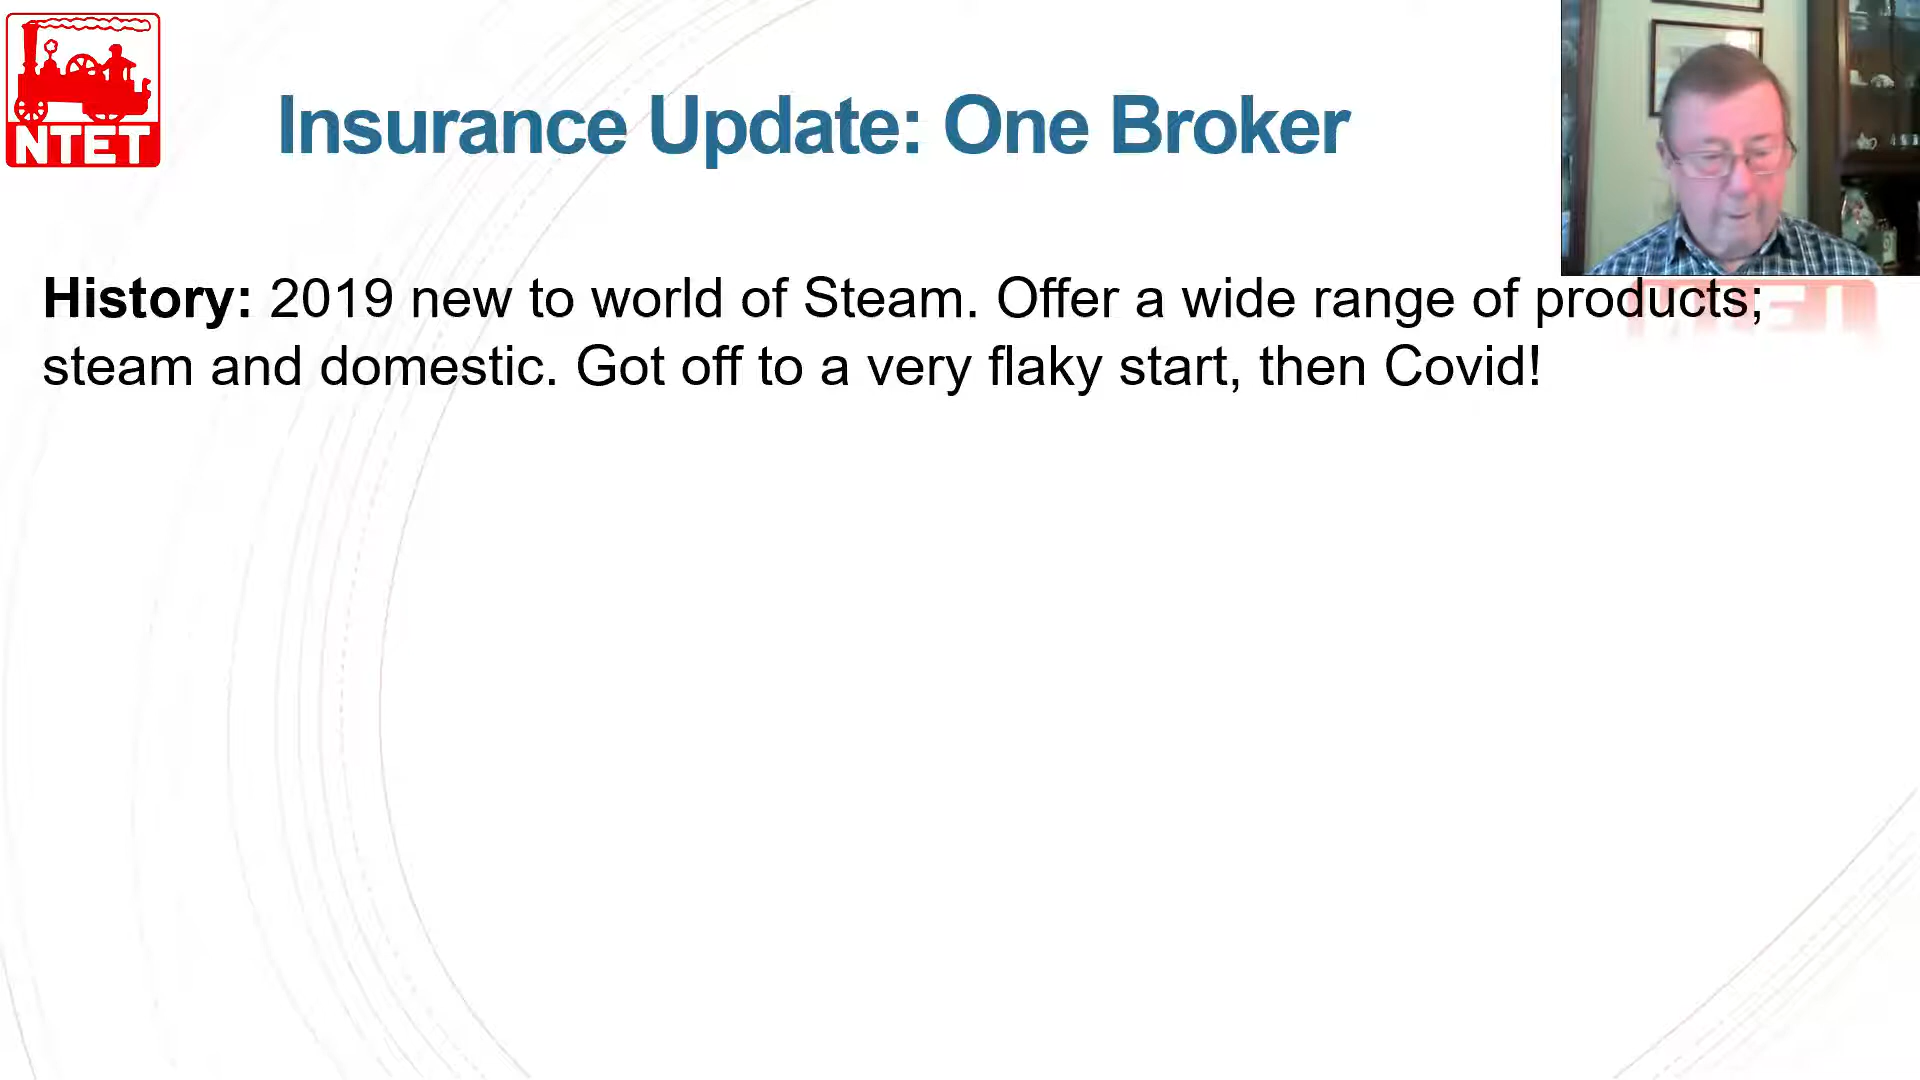 NTET
Insurance Update: One Broker
History: 2019 new to world of Steam. Offer a wide range of products;
steam and domestic. Got off to a very flaky start, then Covid!